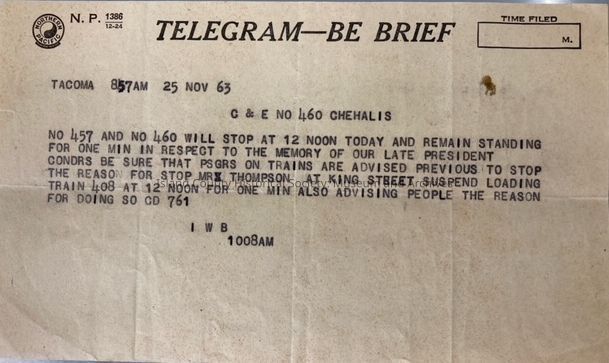 NORTHERN PACIFIC
N. P. 1386
12-24
TELEGRAM—BE BRIEF
TIME FILED
M.
TACOMA 857AM 25 NOV 63
C & E NO 460 CHEHALIS
NO 457 AND NO 460 WILL STOP AT 12 NOON TODAY AND REMAIN STANDING
FOR ONE MIN IN RESPECT TO THE MEMORY OF OUR LATE PRESIDENT
CONDRS BE SURE THAT PSGRS ON TRAINS ARE ADVISED PREVIOUS TO STOP
THE REASON FOR STOP MRX THOMPSON AT KING STREET SUSPEND LOADING
TRAIN 408 AT 12 NOON FOR ONE MIN ALSO ADVISING PEOPLE THE REASON
FOR DOING SO CD 761
I W B
1008AM